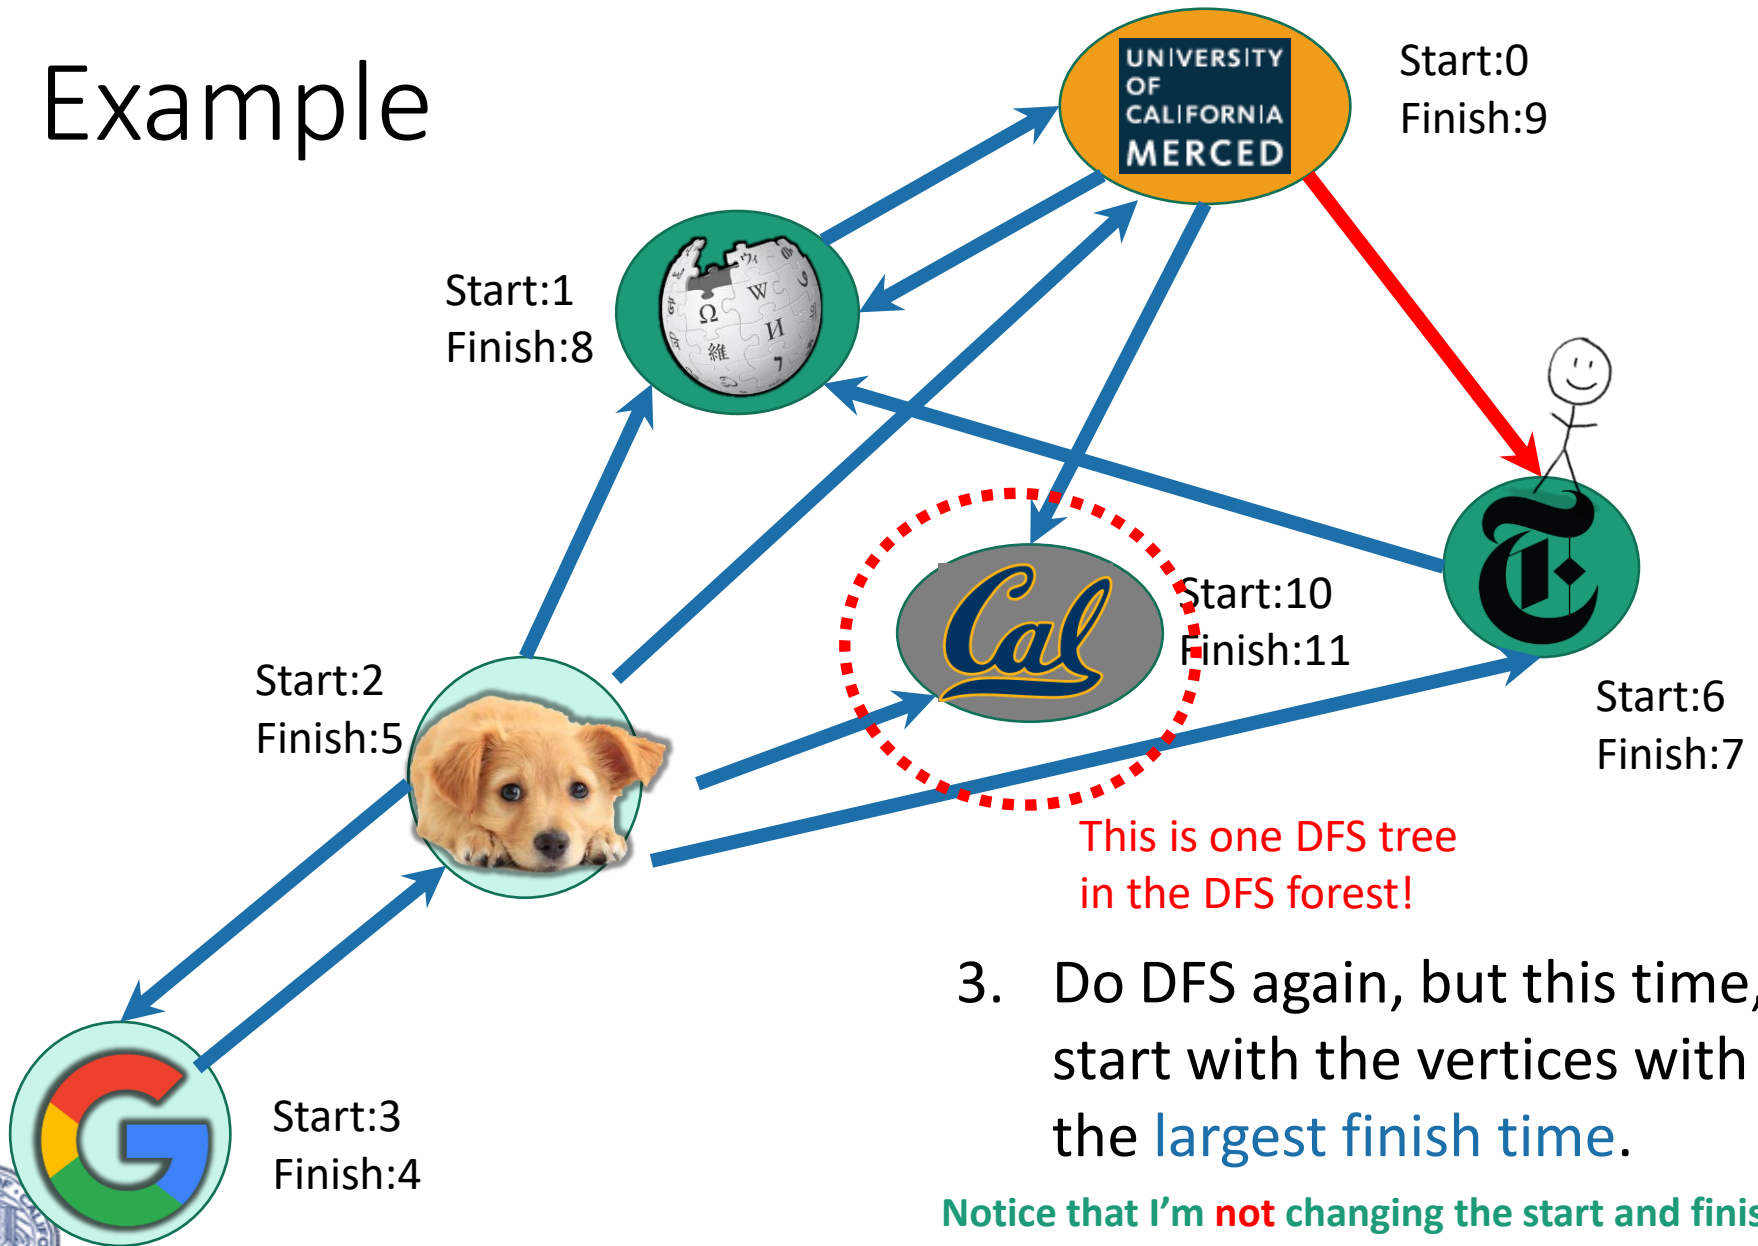 Example
UNIVERSITY
OF
CALIFORNIA
MERCED
Start:0
Finish:9
Start:1
Finish:8
Ω
W
И
維
Cal
Start:10
Finish:11
T
Start:2
Finish:5
Start:6
Finish:7
This is one DFS tree
in the DFS forest!
3. Do DFS again, but this time,
start with the vertices with
the largest finish time.
G
Start:3
Finish:4
Notice that I'm not changing the start and finis